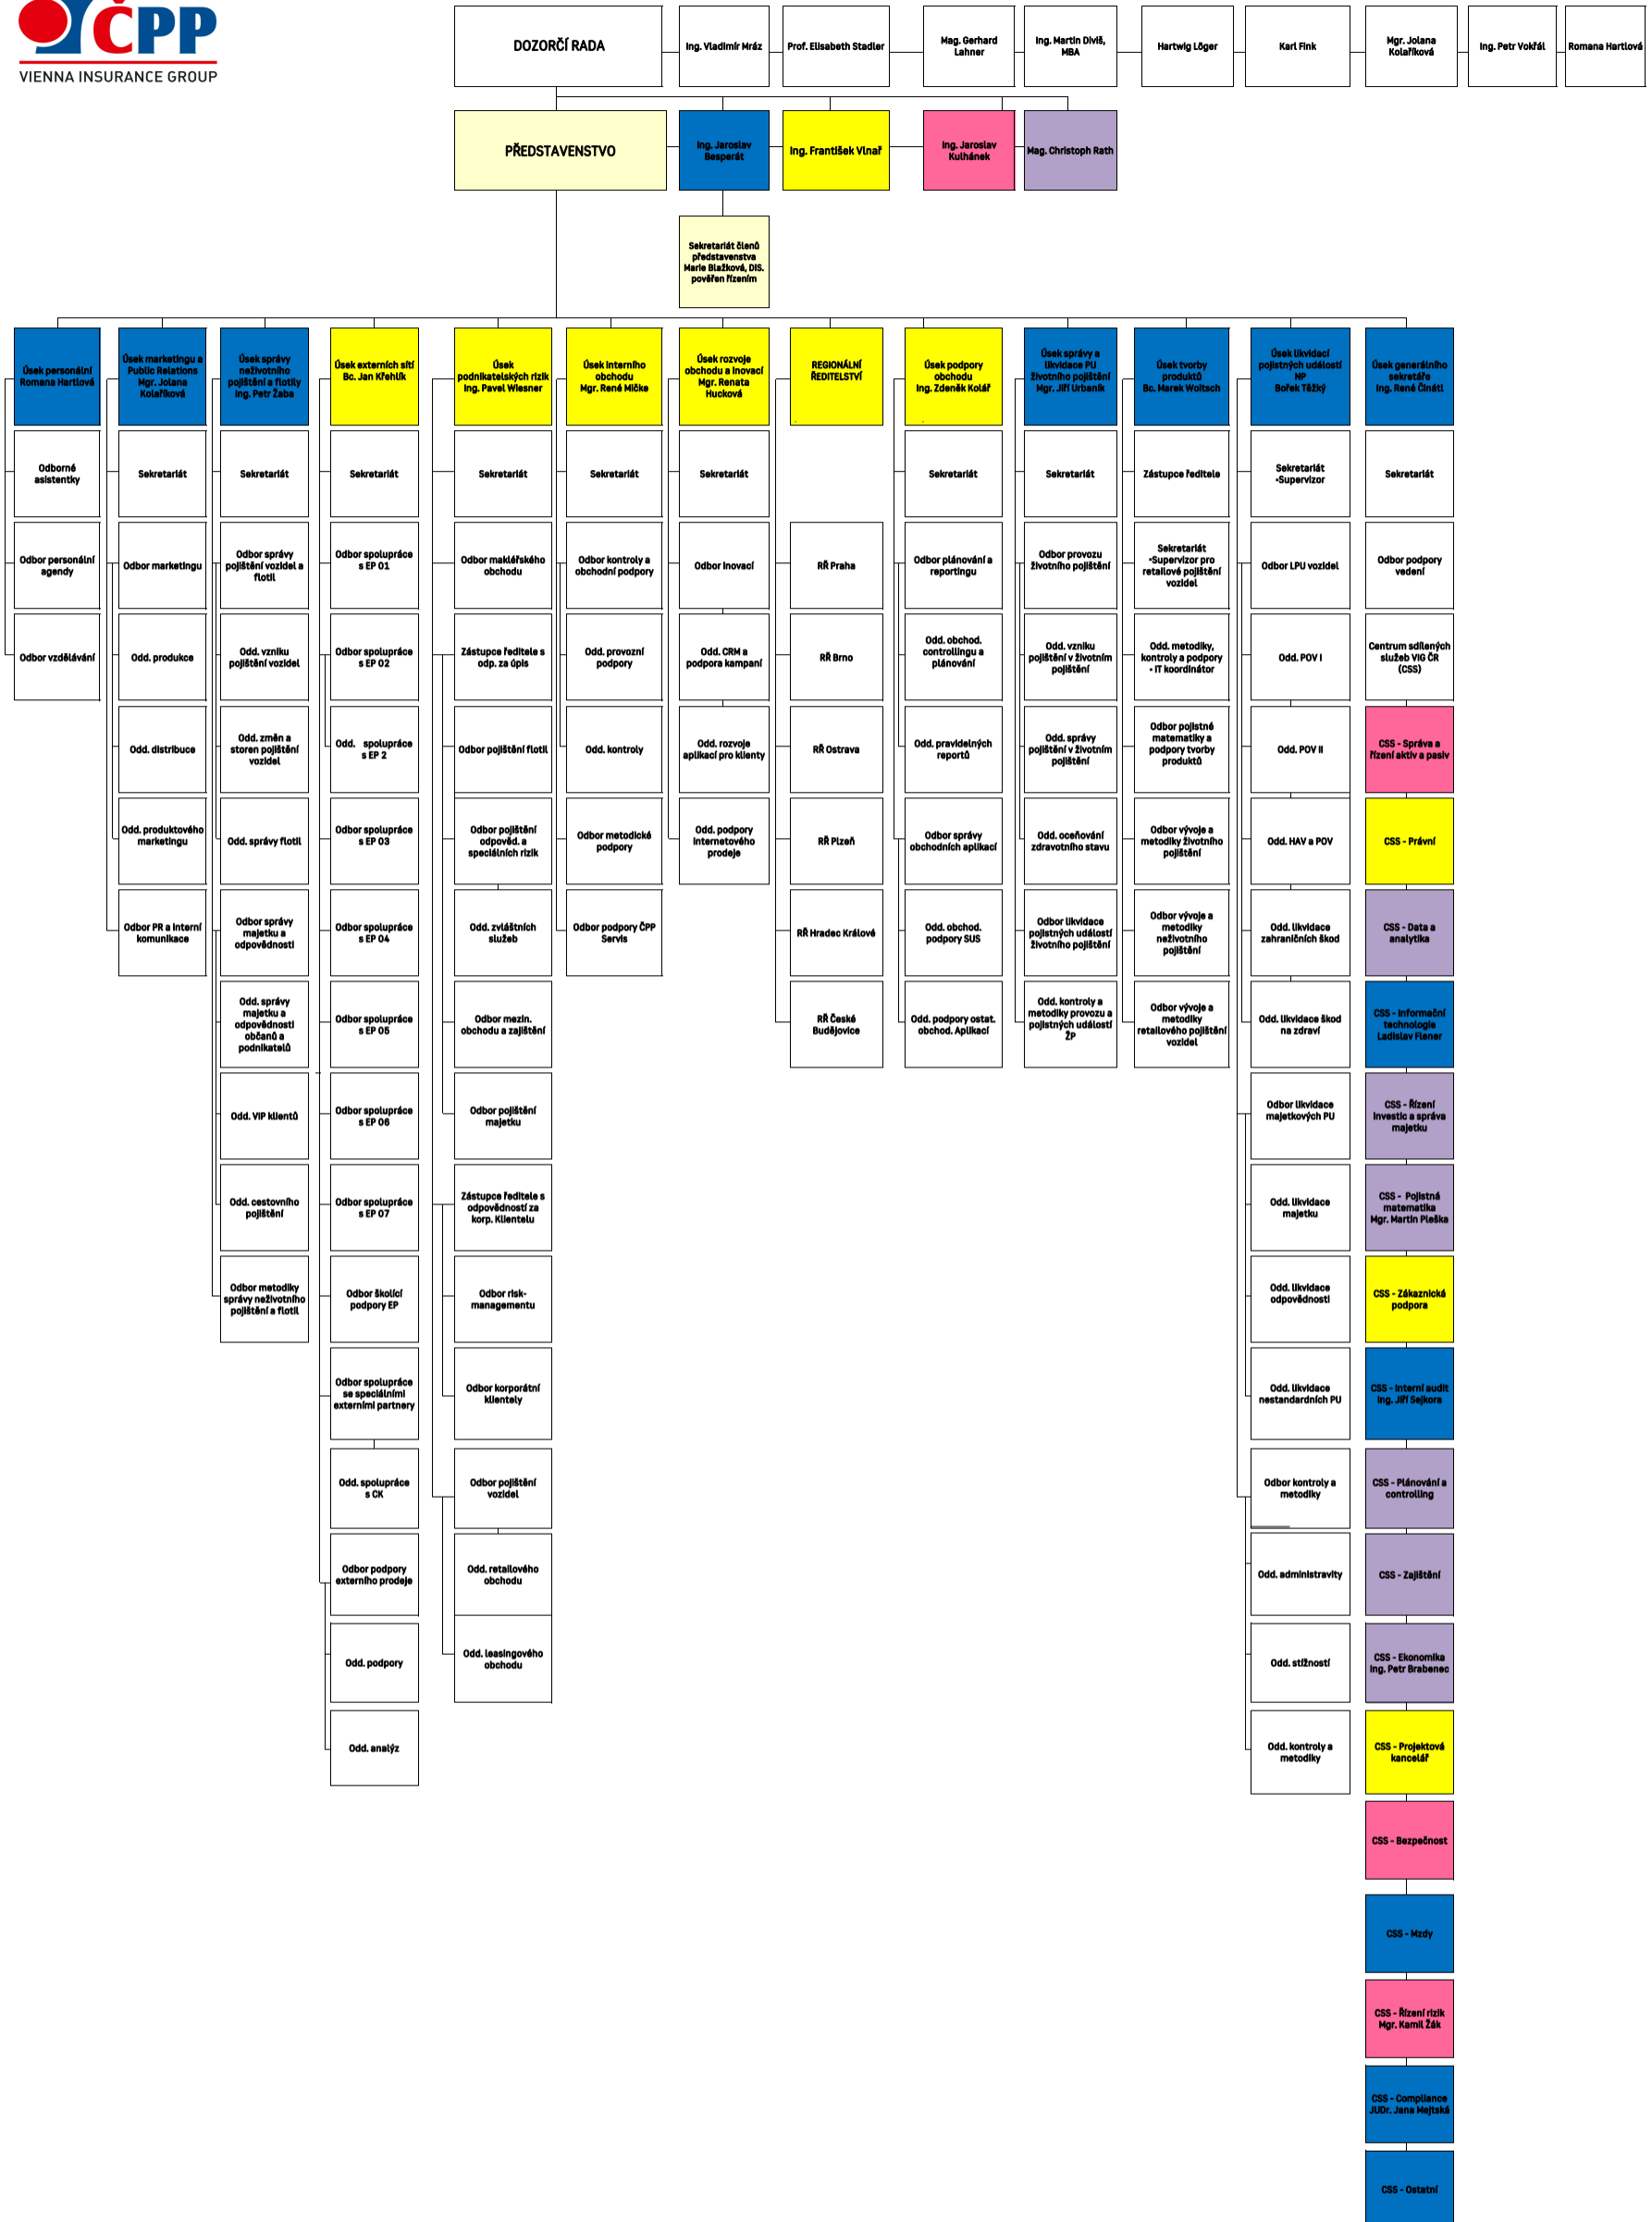 ČPP
VIENNA INSURANCE GROUP
DOZORČÍ RADA
Ing. Vladimír Mráz
Prof. Elisabeth Stadler
Mag. Gerhard
Lahner
Ing. Martin Diviš,
MBA
Hartwig Löger
Karl Fink
Mgr. Jolana
Kolaříková
Ing. Petr Vokřál
Romana Hartlová
PŘEDSTAVENSTVO
Ing. Jaroslav
Besperát
Ing. František Vlnař
Ing. Jaroslav
Kulhánek
Mag. Christoph Rath
Sekretariát členů
představenstva
Marie Blažková, DIS.
pověřen řízením
Úsek personální
Romana Hartlová
Odborné
asistentky
Odbor personální
agendy
Odbor vzdělávání
Úsek marketingu a
Public Relations
Mgr. Jolana
Kolaříková
Sekretariát
Odbor marketingu
Odd. produkce
Odd. distribuce
Odd. produktového
marketingu
Odbor PR a interní
komunikace
Úsek správy
neživotního
pojištění a flotily
Ing. Petr Žaba
Sekretariát
Odbor správy
pojištění vozidel a
flotil
Odd. vzniku
pojištění vozidel
Odd. změn a
storen pojištění
vozidel
Odd. správy flotil
Odbor správy
majetku a
odpovědnosti
Odd. správy
majetku a
odpovědnosti
občanů a
podnikatelů
Odd. VIP klientů
Odd. cestovního
pojištění
Odbor metodiky
správy neživotního
pojištění a flotil
Úsek externích sítí
Bc. Jan Křehlík
Sekretariát
Odbor spolupráce
s EP 01
Odbor spolupráce
s EP 02
Odd. spolupráce
s EP 2
Odbor spolupráce
s EP 03
Odbor spolupráce
s EP 04
Odbor spolupráce
s EP 05
Odbor spolupráce
s EP 06
Odbor spolupráce
s EP 07
Odbor školící
podpory EP
Odbor spolupráce
se speciálními
externími partnery
Odd. spolupráce
s CK
Odbor podpory
externího prodeje
Odd. podpory
Odd. analýz
Úsek
podnikatelských rizik
Ing. Pavel Wiesner
Sekretariát
Odbor makléřského
obchodu
Zástupce ředitele s
odp. za úpis
Odbor pojištění flotil
Odbor pojištění
odpověd. a
speciálních rizik
Odd. zvláštních
služeb
Odbor mezin.
obchodu a zajištění
Odbor pojištění
majetku
Zástupce ředitele s
odpovědností za
korp. Klientelu
Odbor risk-
managementu
Odbor korporátní
klientely
Odbor pojištění
vozidel
Odd. retailového
obchodu
Odd. leasingového
obchodu
Úsek interního
obchodu
Mgr. René Mičke
Sekretariát
Odbor kontroly a
obchodní podpory
Odd. provozní
podpory
Odd. kontroly
Odbor metodické
podpory
Odbor podpory ČPP
Servis
Úsek rozvoje
obchodu a inovací
Mgr. Renata
Hucková
Sekretariát
Odbor inovací
Odd. CRM a
podpora kampaní
Odd. rozvoje
aplikací pro klienty
Odd. podpory
internetového
prodeje
REGIONÁLNÍ
ŘEDITELSTVÍ
RŘ Praha
RŘ Brno
RŘ Ostrava
RŘ Plzeň
RŘ Hradec Králové
RŘ České
Budějovice
Úsek podpory
obchodu
Ing. Zdeněk Kolář
Sekretariát
Odbor plánování a
reportingu
Odd. obchod.
controllingu a
plánování
Odd. pravidelných
reportů
Odbor správy
obchodních aplikací
Odd. obchod.
podpory SUS
Odd. podpory ostat.
obchod. Aplikací
Úsek správy a
likvidace PU
životního pojištění
Mgr. Jiří Urbaník
Sekretariát
Odbor provozu
životního pojištění
Odd. vzniku
pojištění v životním
pojištění
Odd. správy
pojištění v životním
pojištění
Odd. oceňování
zdravotního stavu
Odbor likvidace
pojistných událostí
životního pojištění
Odd. kontroly a
metodiky provozu a
pojistných událostí
ŽP
Úsek tvorby
produktů
Bc. Marek Woitsch
Zástupce ředitele
Sekretariát
-Supervizor pro
retailové pojištění
vozidel
Odd. metodiky,
kontroly a podpory
- IT koordinátor
Odbor pojistné
matematiky a
podpory tvorby
produktů
Odbor vývoje a
metodiky životního
pojištění
Odbor vývoje a
metodiky
neživotního
pojištění
Odbor vývoje a
metodiky
retailového pojištění
vozidel
Úsek likvidací
pojistných událostí
NP
Bořek Těžký
Sekretariát
-Supervizor
Odbor LPU vozidel
Odd. POV I
Odd. POV II
Odd. HAV a POV
Odd. likvidace
zahraničních škod
Odd. likvidace škod
na zdraví
Odbor likvidace
majetkových PU
Odd. likvidace
majetku
Odd. likvidace
odpovědnosti
Odd. likvidace
nestandardních PU
Odbor kontroly a
metodiky
Odd. administravity
Odd. stížností
Odd. kontroly a
metodiky
Úsek generálního
sekretáře
Ing. René Činátl
Sekretariát
Odbor podpory
vedení
Centrum sdílených
služeb VIG ČR
(CSS)
CSS - Správa a
řízení aktiv a pasiv
CSS - Právní
CSS - Data a
analytika
CSS - Informační
technologie
Ladislav Flener
CSS - Řízení
investic a správa
majetku
CSS - Pojistná
matematika
Mgr. Martin Pleška
CSS - Zákaznická
podpora
CSS - Interní audit
Ing. Jiří Sejkora
CSS - Plánování a
controlling
CSS - Zajištění
CSS - Ekonomika
Ing. Petr Brabenec
CSS - Projektová
kancelář
CSS - Bezpečnost
CSS - Mzdy
CSS - Řízení rizik
Mgr. Kamil Žák
CSS - Compliance
JUDr. Jana Mejtská
CSS - Ostatní